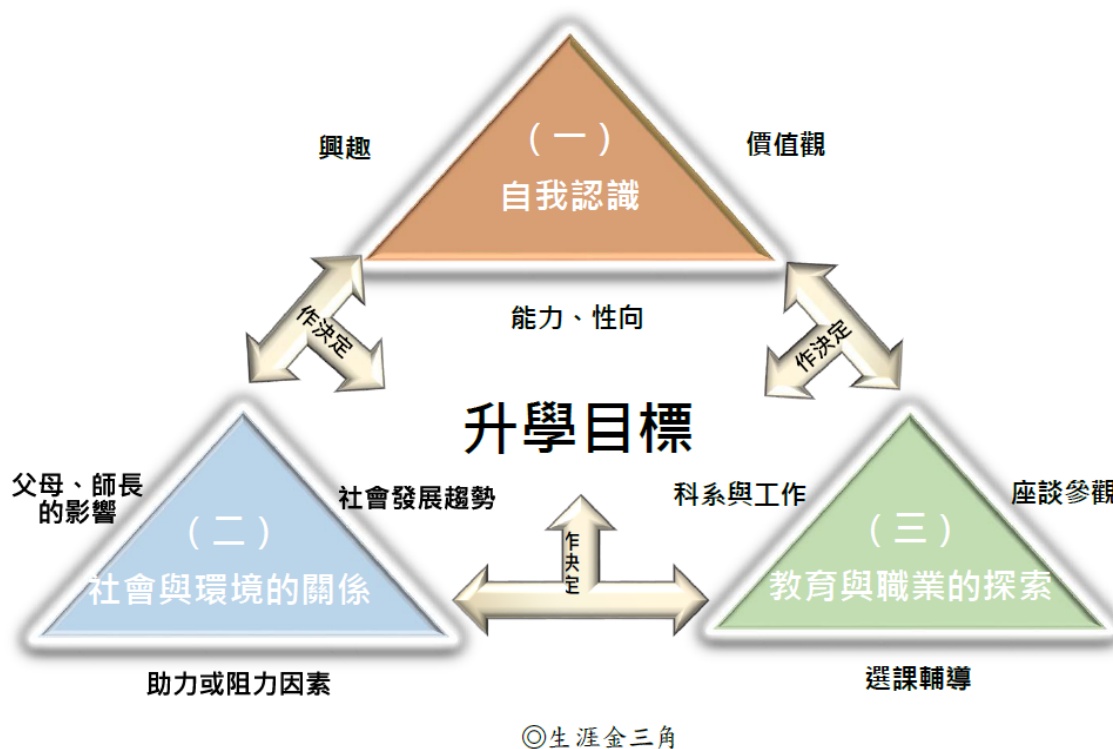 （一）
自我認識
興趣
價值觀
能力、性向
作決定
作決定
升學目標
父母、師長
的影響
社會發展趨勢
（二）
社會與環境的關係
助力或阻力因素
作決定
科系與工作
座談參觀
（三）
教育與職業的探索
選課輔導
◎生涯金三角